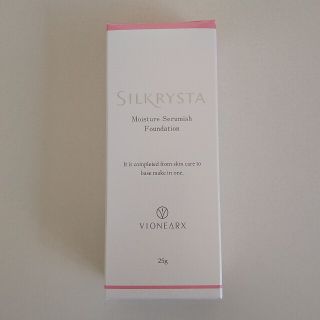 SILKRYSTA
Moisture Serumish
Foundation
It is completed from skin care to
base make in one.
VIONEARX
25g